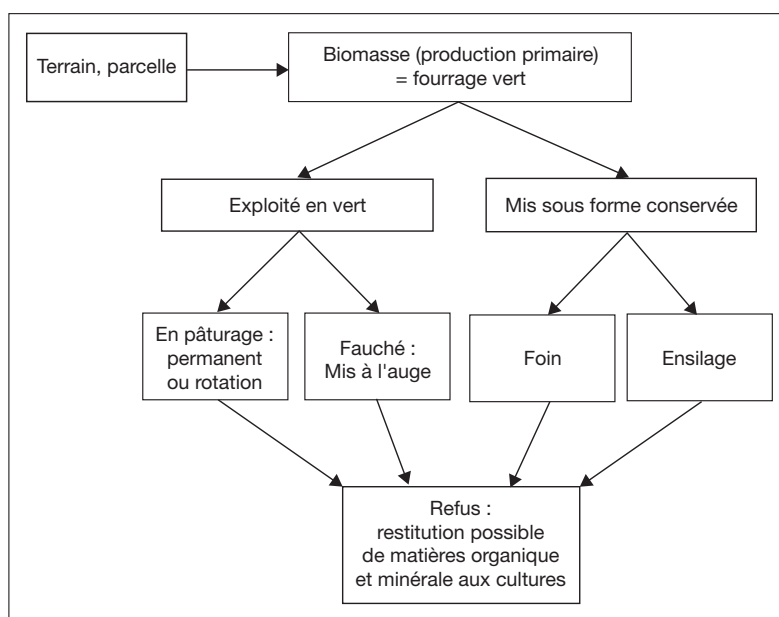 Terrain, parcelle
Biomasse (production primaire)
= fourrage vert
Exploité en vert
Mis sous forme conservée
En pâturage :
permanent
ou rotation
Fauché :
Mis à l'auge
Foin
Ensilage
Refus :
restitution possible
de matières organique
et minérale aux cultures